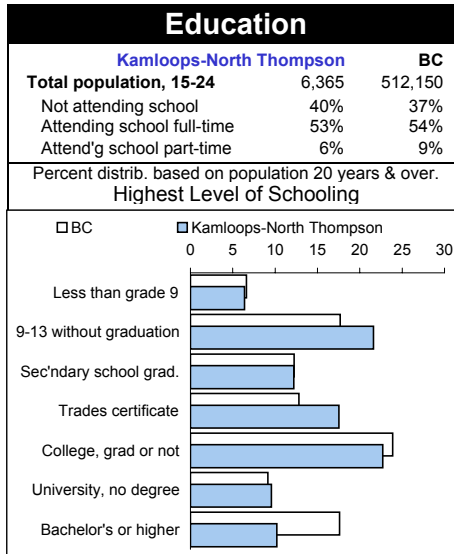 Education
Kamloops-North Thompson BC
Total population, 15-24 6,365 512,150
Not attending school 40% 37%
Attending school full-time 53% 54%
Attend'g school part-time 6% 9%
Percent distrib. based on population 20 years & over.
Highest Level of Schooling
BC Kamloops-North Thompson
0 5 10 15 20 25 30
Less than grade 9
9-13 without graduation
Sec'ndary school grad.
Trades certificate
College, grad or not
University, no degree
Bachelor's or higher